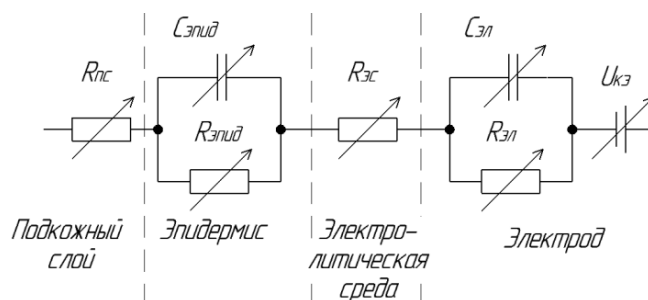 Cэпид
Cэл
Rпс
Rэс
Uкэ
Rэпид
Rэл
Подкожный
слой
Эпидермис
Электро-
литическая
среда
Электрод